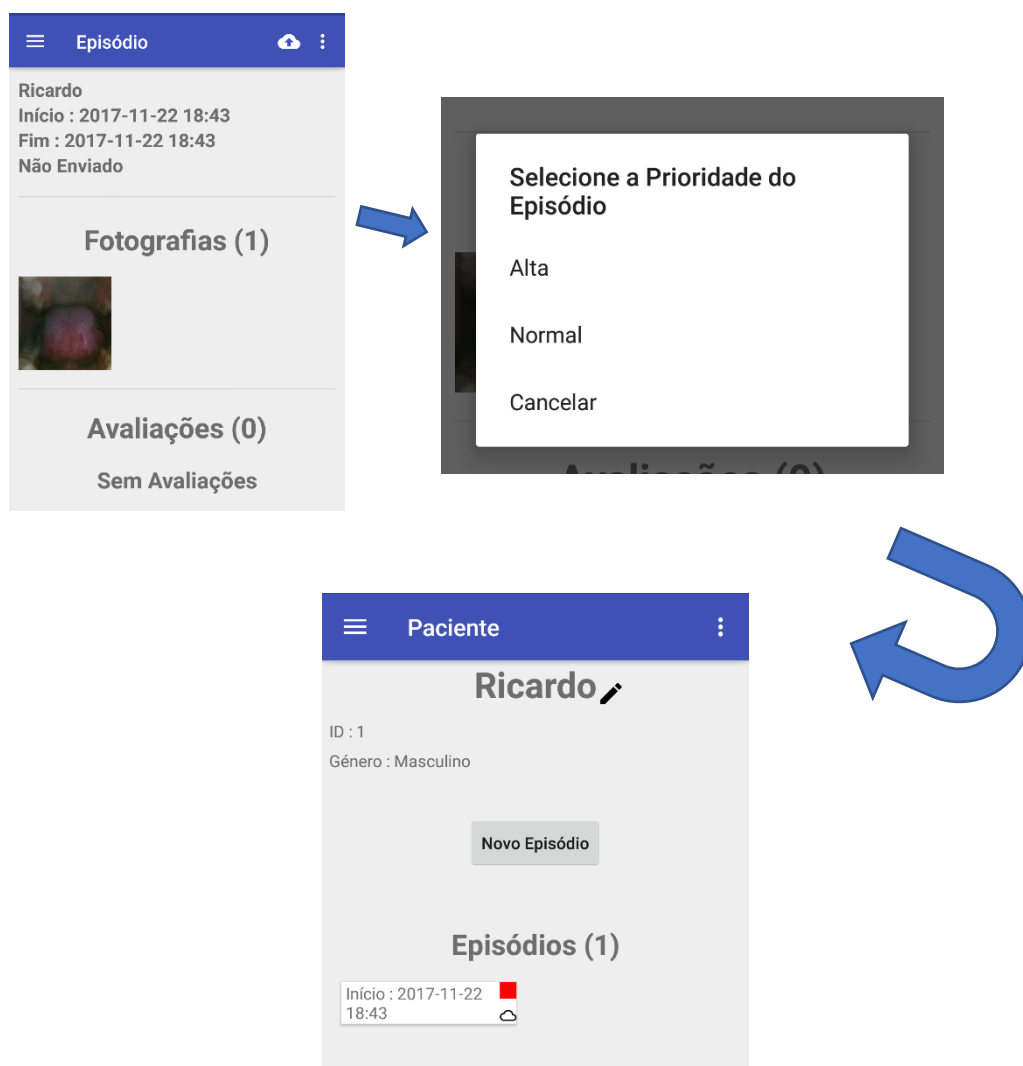 Episódio
Ricardo
Início : 2017-11-22 18:43
Fim : 2017-11-22 18:43
Não Enviado
Fotografias (1)
Avaliações (0)
Sem Avaliações
Selecione a Prioridade do
Episódio
Alta
Normal
Cancelar
Avaliações (0)
Paciente
Ricardo
ID : 1
Género : Masculino
Novo Episódio
Episódios (1)
Início : 2017-11-22
18:43